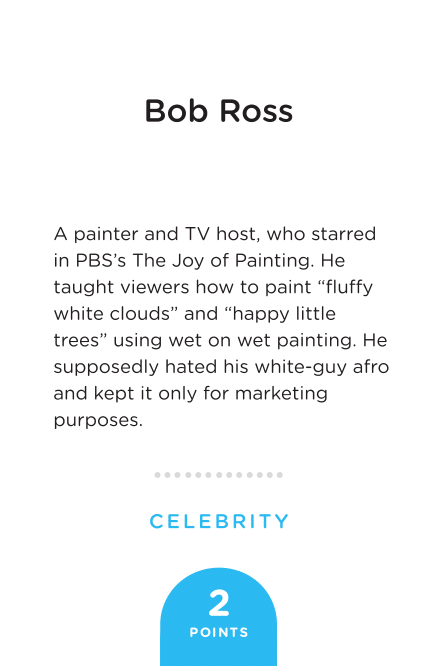 Bob Ross
A painter and TV host, who starred
in PBS’s The Joy of Painting. He
taught viewers how to paint “fluffy
white clouds” and “happy little
trees” using wet on wet painting. He
supposedly hated his white-guy afro
and kept it only for marketing
purposes.
CELEBRITY
2
POINTS